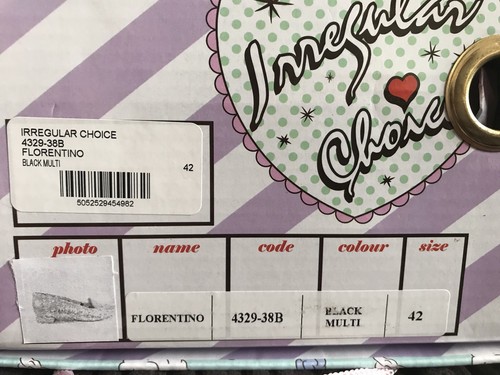 Irregular
Choice
IRREGULAR CHOICE
4329-38B
FLORENTINO
BLACK MULTI
42
5052529454982
photo name code colour size
FLORENTINO 4329-38B BLACK MULTI 42